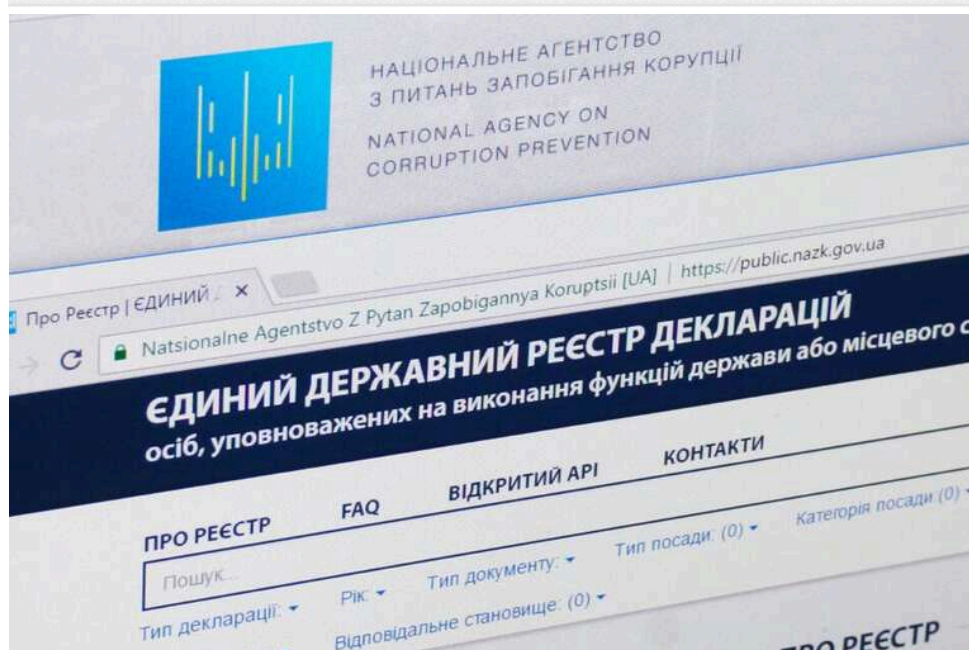 НАЦІОНАЛЬНЕ АГЕНТСТВО
З ПИТАНЬ ЗАПОБІГАННЯ КОРУПЦІЇ
NATIONAL AGENCY ON
CORRUPTION PREVENTION
Про Реєстр | ЄДИНИЙ
Natsionalne Agentstvo Z Pytan Zapobigannya Koruptsii [UA] | https://public.nazk.gov.ua
ЄДИНИЙ ДЕРЖАВНИЙ РЕЄСТР ДЕКЛАРАЦІЙ
осіб, уповноважених на виконання функцій держави або місцевого с
ПРО РЕЄСТР FAQ ВІДКРИТИЙ АРІ КОНТАКТИ
Пошук...
Тип декларації: Рік: Тип документу: Тип посади: (0) Категорія посади (0)
Відповідальне становище: (0)
ПРО РЕЄСТР